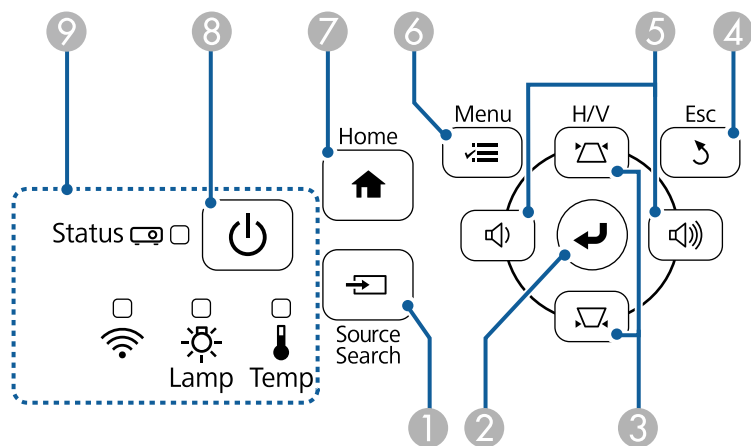 9 8 7 6 5 4
Menu H/V Esc
Home
Status
Source
Search
Lamp Temp
1 2 3